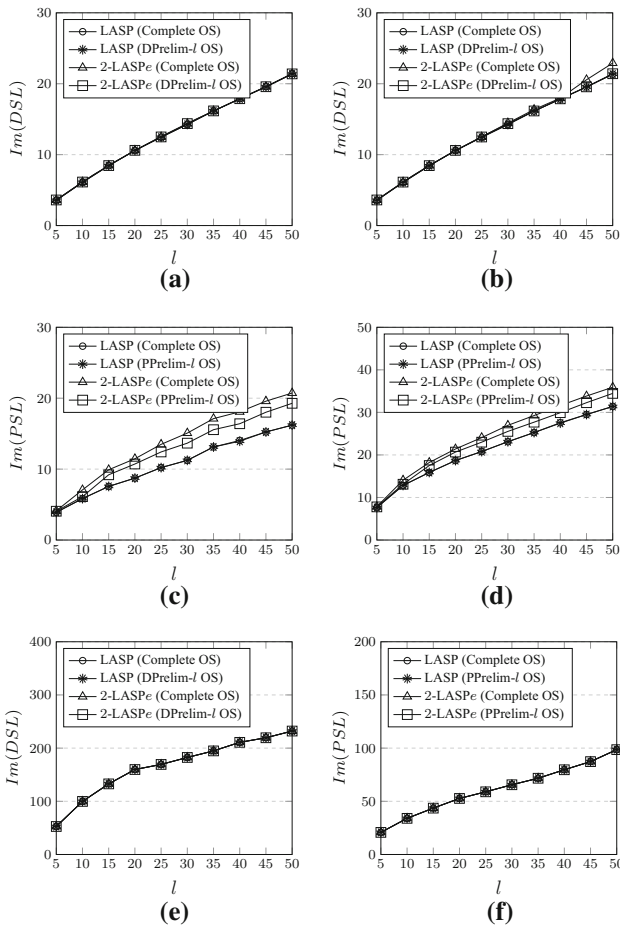 30
20
10
0
Im(DSL)
LASP (Complete OS)
LASP (DPrelim-l OS)
2-LASPe (Complete OS)
2-LASPe (DPrelim-l OS)
5 10 15 20 25 30 35 40 45 50
l
(a)
30
20
10
0
Im(DSL)
LASP (Complete OS)
LASP (DPrelim-l OS)
2-LASPe (Complete OS)
2-LASPe (DPrelim-l OS)
5 10 15 20 25 30 35 40 45 50
l
(b)
30
20
10
0
Im(PSL)
LASP (Complete OS)
LASP (PPrelim-l OS)
2-LASPe (Complete OS)
2-LASPe (PPrelim-l OS)
5 10 15 20 25 30 35 40 45 50
l
(c)
50
40
30
20
10
0
Im(PSL)
LASP (Complete OS)
LASP (PPrelim-l OS)
2-LASPe (Complete OS)
2-LASPe (PPrelim-l OS)
5 10 15 20 25 30 35 40 45 50
l
(d)
400
300
200
100
0
Im(DSL)
LASP (Complete OS)
LASP (DPrelim-l OS)
2-LASPe (Complete OS)
2-LASPe (DPrelim-l OS)
5 10 15 20 25 30 35 40 45 50
l
(e)
200
150
100
50
0
Im(PSL)
LASP (Complete OS)
LASP (PPrelim-l OS)
2-LASPe (Complete OS)
2-LASPe (PPrelim-l OS)
5 10 15 20 25 30 35 40 45 50
l
(f)